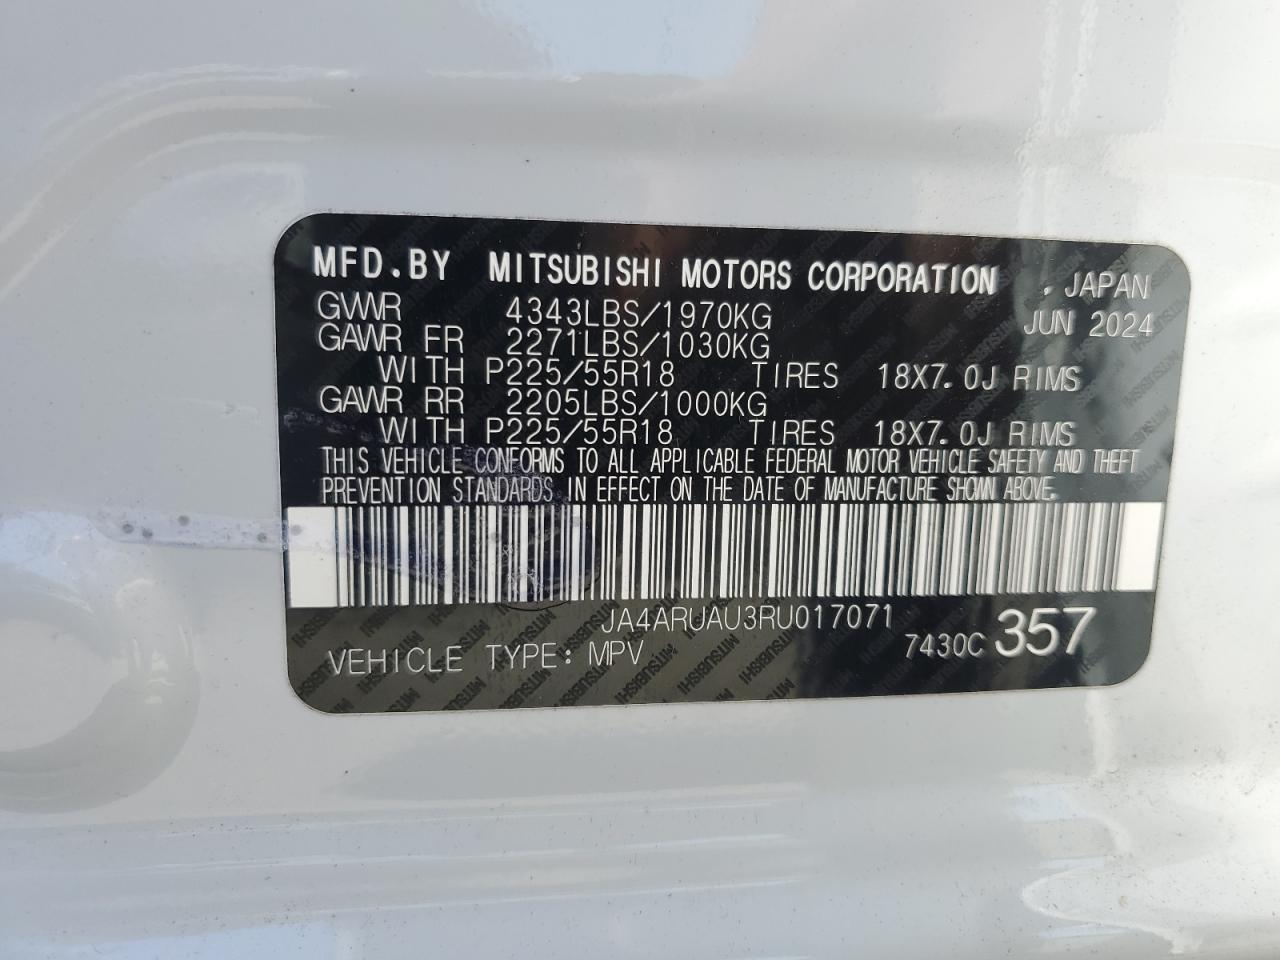 MFD.BY MITSUBISHI MOTORS CORPORATION . JAPAN
GVWR 4343LBS/1970KG JUN 2024
GAWR FR 2271LBS/1030KG
WITH P225/55R18 TIRES 18X7.0J RIMS
GAWR RR 2205LBS/1000KG
WITH P225/55R18 TIRES 18X7.0J RIMS
THIS VEHICLE CONFORMS TO ALL APPLICABLE FEDERAL MOTOR VEHICLE SAFETY AND THEFT
PREVENTION STANDARDS IN EFFECT ON THE DATE OF MANUFACTURE SHOWN ABOVE.
JA4ARUAU3RU017071
VEHICLE TYPE: MPV 7430C 357